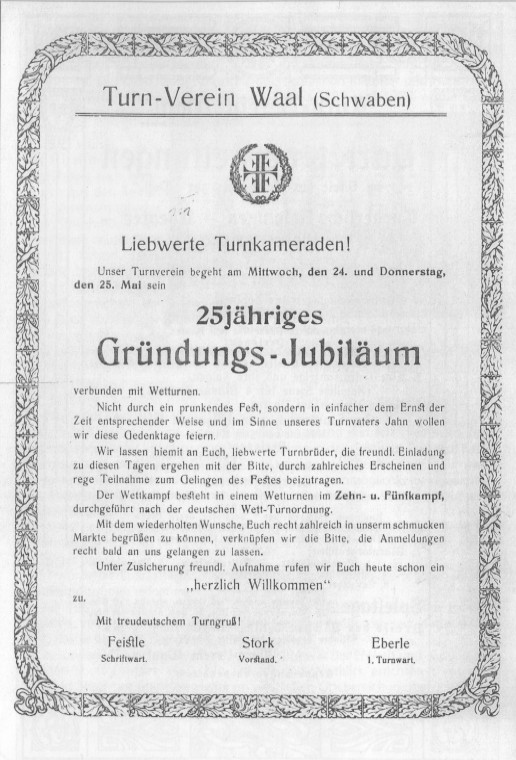 Turn-Verein Waal (Schwaben)
Liebwerte Turnkameraden!
Unser Turnverein begeht am Mittwoch, den 24. und Donnerstag,
den 25. Mai sein
25jähriges
Gründungs-Jubiläum
verbunden mit Wetturnen.
Nicht durch ein prunkendes Fest, sondern in einfacher dem Ernst der
Zeit entsprechender Weise und im Sinne unseres Turnvaters Jahn wollen
wir diese Gedenktage feiern.
Wir lassen hiemit an Euch, liebwerte Turnbrüder, die freundl. Einladung
zu diesen Tagen ergehen mit der Bitte, durch zahlreiches Erscheinen und
rege Teilnahme zum Gelingen des Festes beizutragen.
Der Wettkampf besteht in einem Wetturnen im Zehn- u. Fünfkampf,
durchgeführt nach der deutschen Wett-Turnordnung.
Mit dem wiederholten Wunsche, Euch recht zahlreich in unserm schmucken
Markte begrüßen zu können, verknüpfen wir die Bitte, die Anmeldungen
recht bald an uns gelangen zu lassen.
Unter Zusicherung freundl. Aufnahme rufen wir Euch heute schon ein
„herzlich Willkommen"
zu.
Mit treudeutschem Turngruß!
Feistle Stork Eberle
Schriftwart. Vorstand. 1. Turnwart.